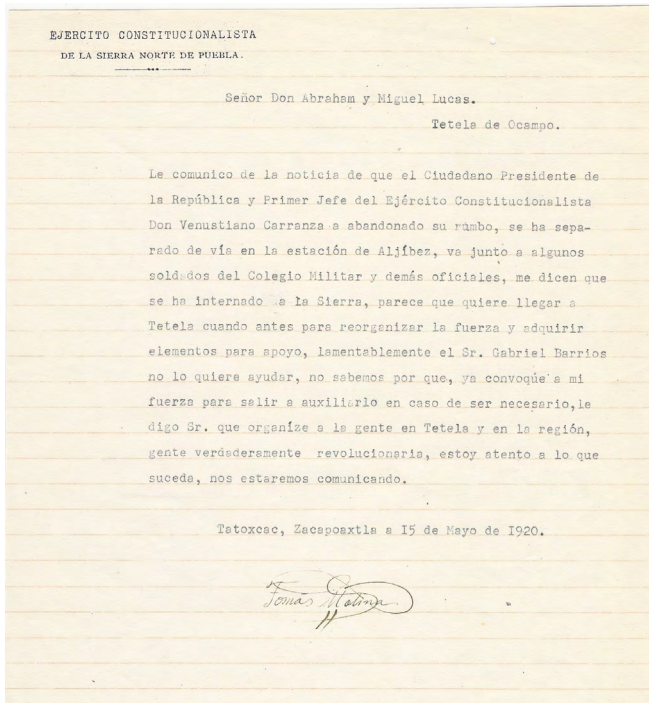 EJERCITO CONSTITUCIONALISTA
DE LA SIERRA NORTE DE PUEBLA.
Señor Don Abraham y Miguel Lucas.
Tetela de Ocampo.
Le comunico de la noticia de que el Ciudadano Presidente de
la República y Primer Jefe del Ejército Constitucionalista
Don Venustiano Carranza a abandonado su rumbo, se ha sepa-
rado de vía en la estación de Aljíbez, va junto a algunos
soldados del Colegio Militar y demás oficiales, me dicen que
se ha internado a la Sierra, parece que quiere llegar a
Tetela cuando antes para reorganizar la fuerza y adquirir
elementos para apoyo, lamentablemente el Sr. Gabriel Barrios
no lo quiere ayudar, no sabemos por que, ya convoqúe a mi
fuerza para salir a auxiliarlo en caso de ser necesario,le
digo Sr. que organize a la gente en Tetela y en la región,
gente verdaderamente revolucionaria, estoy atento a lo que
suceda, nos estaremos comunicando.
Tatoxcac, Zacapoaxtla a 15 de Mayo de 1920.
Tomás Molina